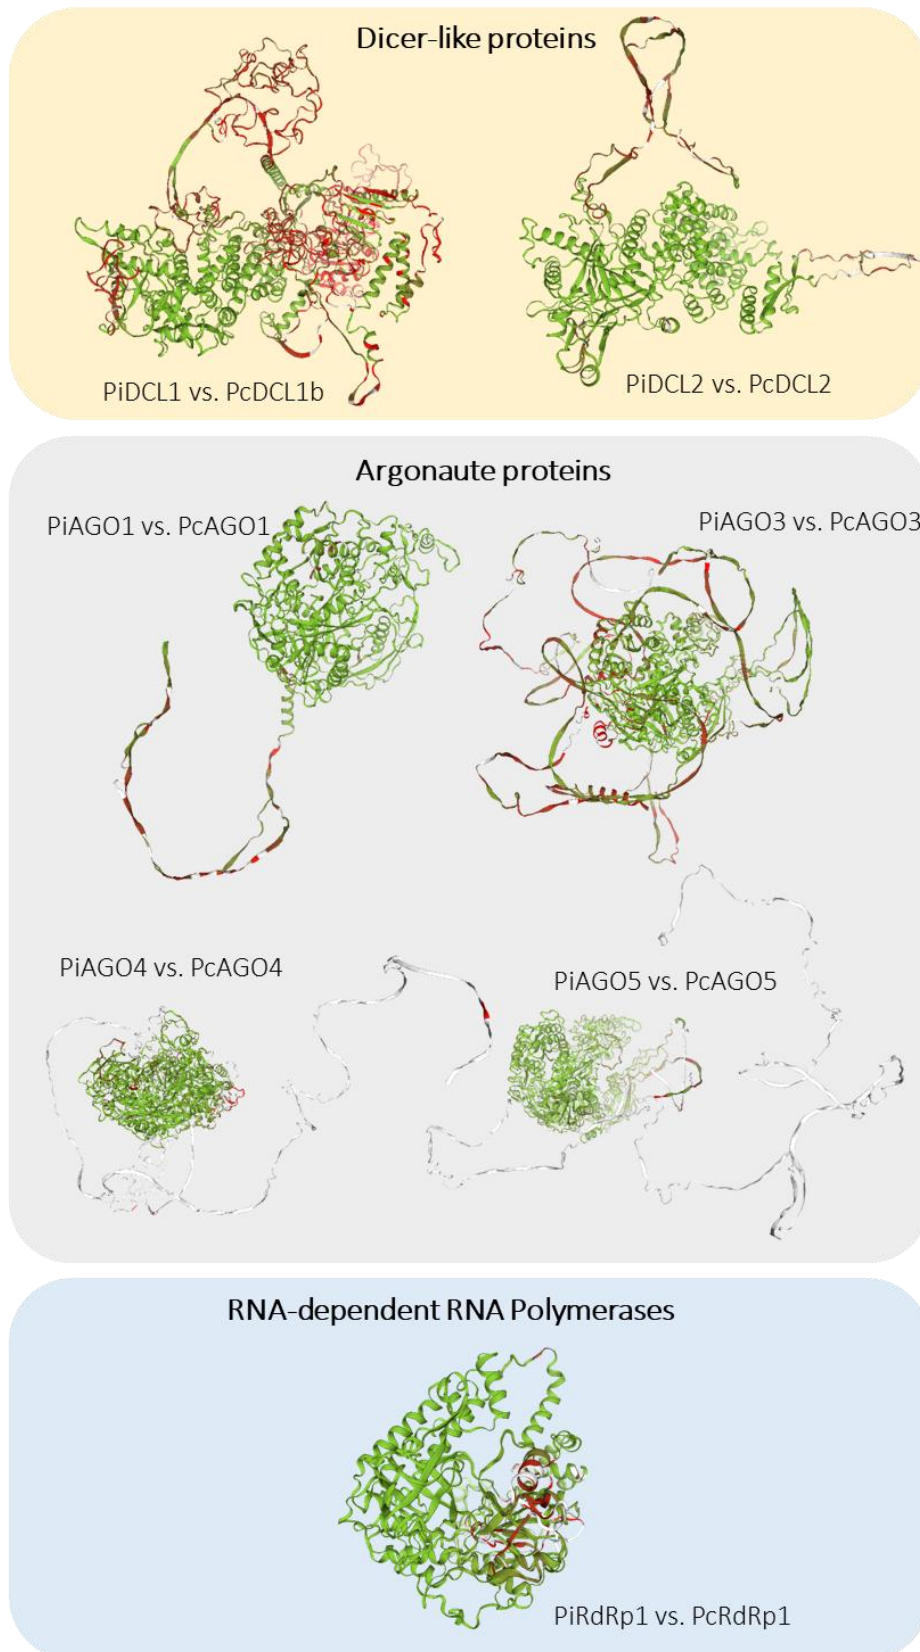 Dicer-like proteins
PiDCL1 vs. PcDCL1b
PiDCL2 vs. PcDCL2
Argonaute proteins
PiAGO1 vs. PcAGO1
PiAGO3 vs. PcAGO3
PiAGO4 vs. PcAGO4
PiAGO5 vs. PcAGO5
RNA-dependent RNA Polymerases
PiRdRp1 vs. PcRdRp1